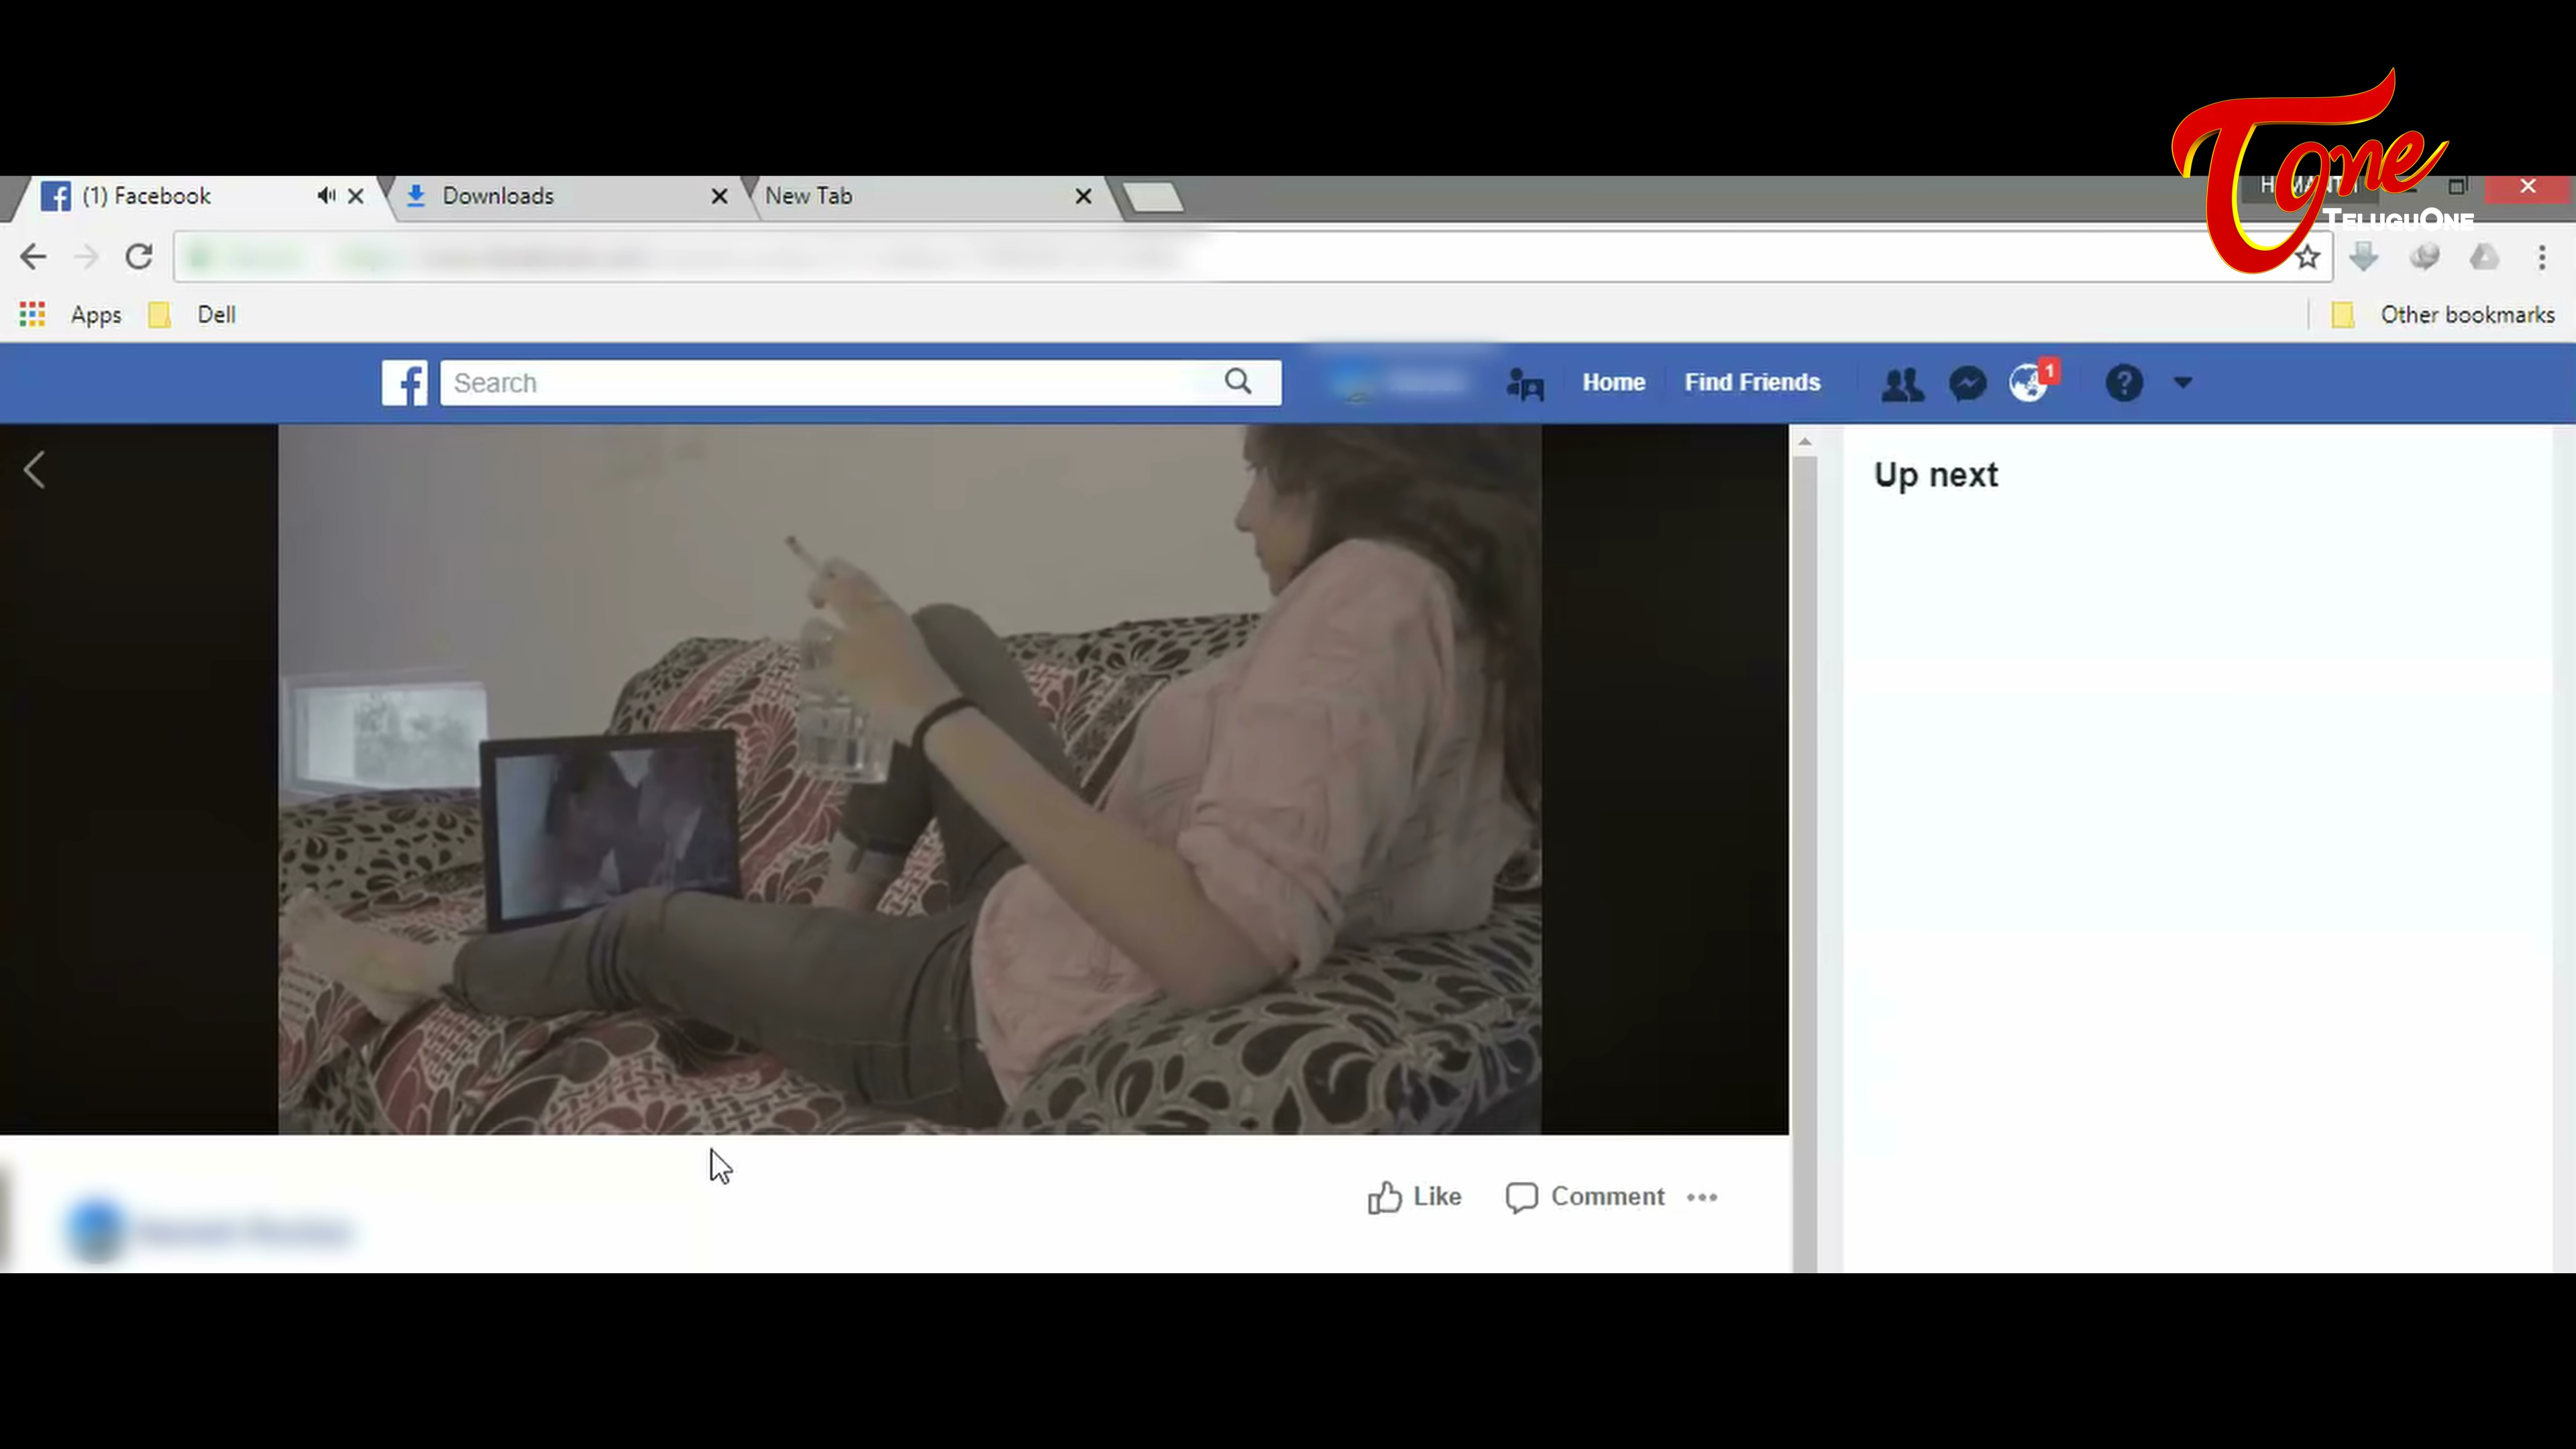 Tone
TELUGUONE
(1) Facebook
Downloads
New Tab
Apps
Dell
Other bookmarks
Search
Home
Find Friends
1
Up next
Like
Comment